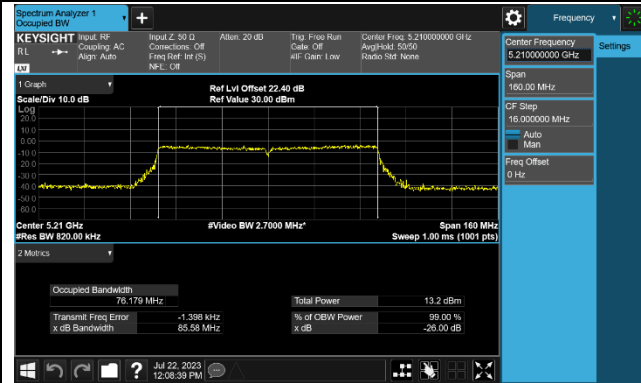 Spectrum Analyzer 1
Occupied BW
Frequency
KEYSIGHT
RL
LXI
Input: RF
Coupling: AC
Align: Auto
Input Z: 50 Ω
Corrections: Off
Freq Ref: Int (S)
NFE: Off
Atten: 20 dB
Trig: Free Run
Gate: Off
#IF Gain: Low
Center Freq: 5.210000000 GHz
Avg|Hold: 50/50
Radio Std: None
Center Frequency
5.210000000 GHz
Settings
Span
160.00 MHz
CF Step
16.000000 MHz
Auto
Man
Freq Offset
0 Hz
1 Graph
Scale/Div 10.0 dB
Ref Lvl Offset 22.40 dB
Ref Value 30.00 dBm
Log
20.0
10.0
0.00
-10.0
-20.0
-30.0
-40.0
-50.0
-60.0
Center 5.21 GHz
#Video BW 2.7000 MHz*
Span 160 MHz
#Res BW 820.00 kHz
Sweep 1.00 ms (1001 pts)
2 Metrics
Occupied Bandwidth
76.179 MHz
Total Power 13.2 dBm
Transmit Freq Error -1.398 kHz
% of OBW Power 99.00 %
x dB Bandwidth 85.58 MHz
x dB -26.00 dB
?
Jul 22, 2023
12:08:39 PM